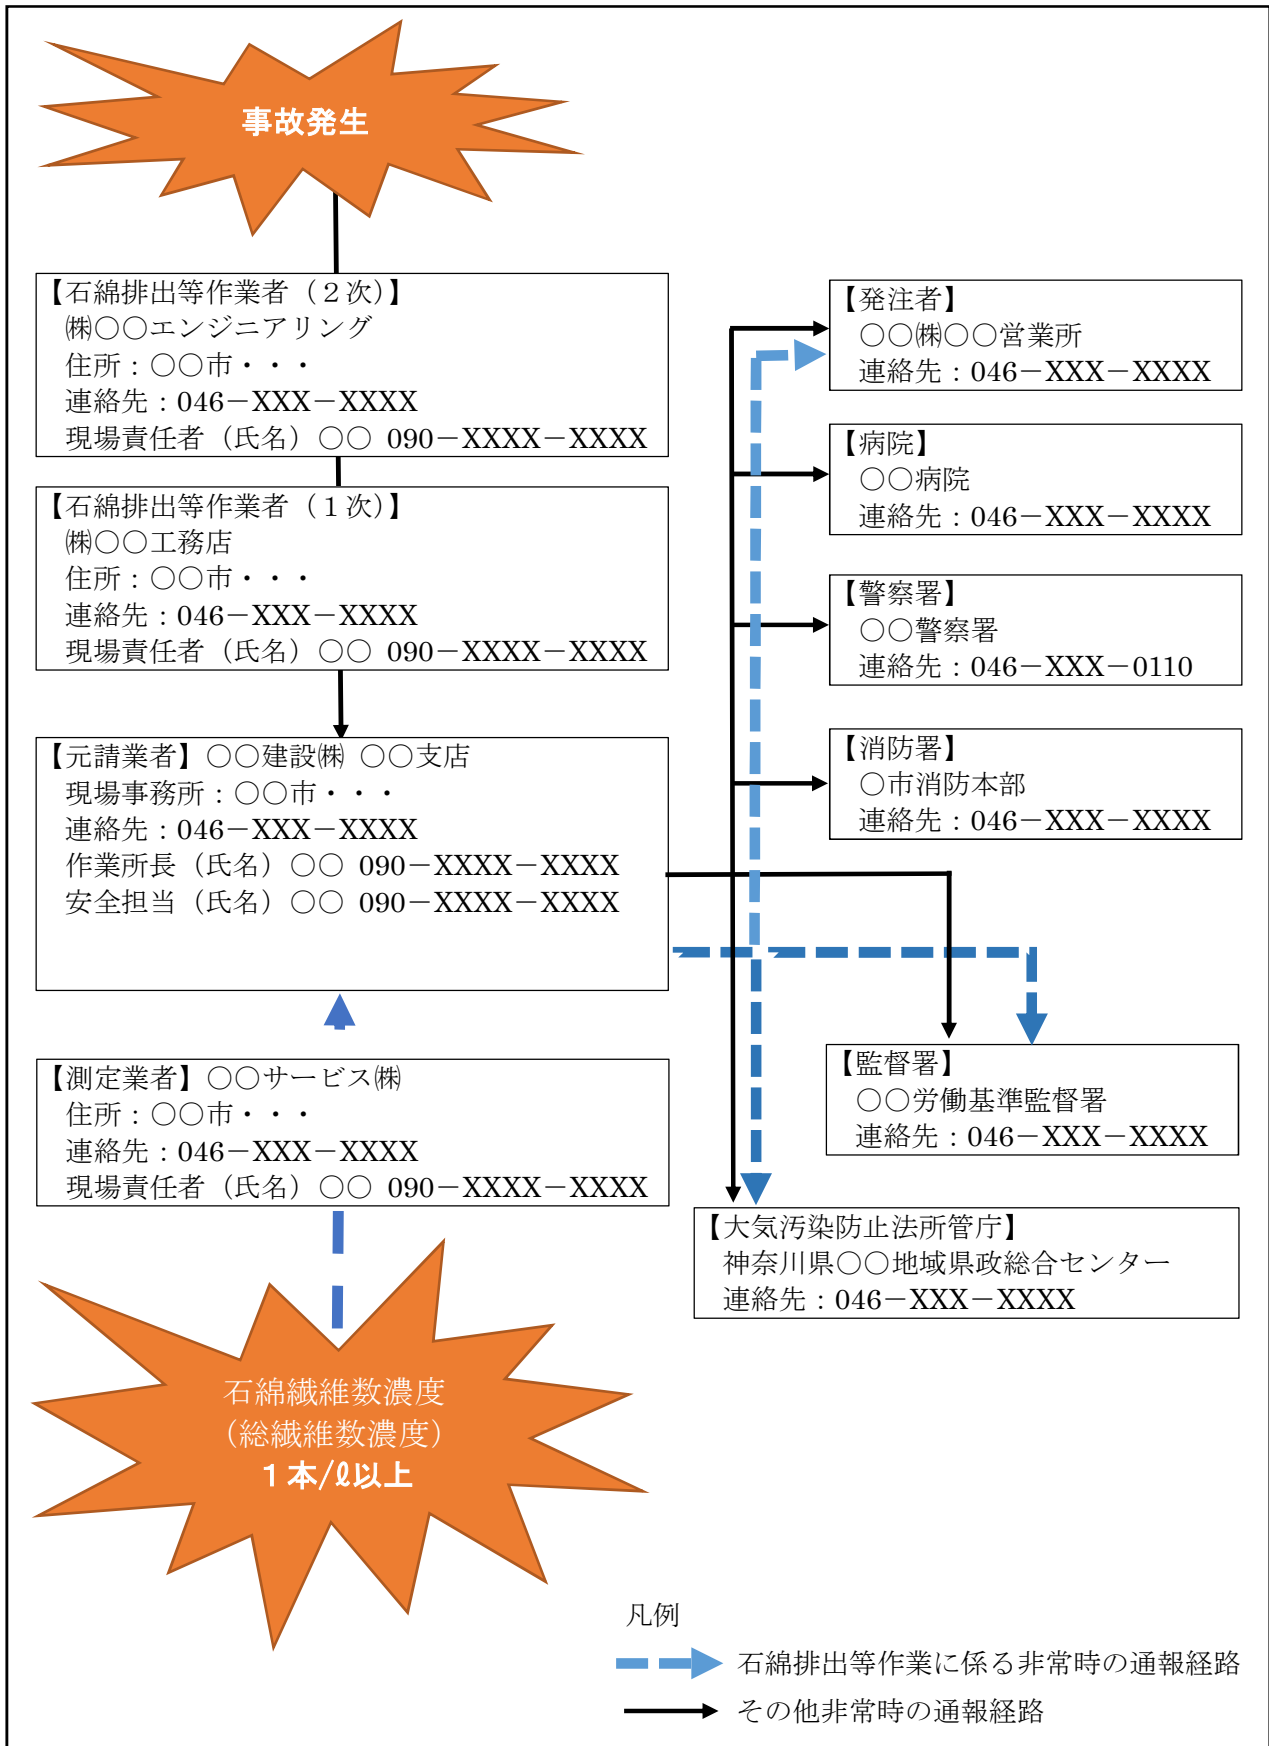 事故発生
【石綿排出等作業者（２次）】
㈱○○エンジニアリング
住所：○○市・・・
連絡先：046－XXX－XXXX
現場責任者（氏名）○○ 090－XXXX－XXXX
【石綿排出等作業者（１次）】
㈱○○工務店
住所：○○市・・・
連絡先：046－XXX－XXXX
現場責任者（氏名）○○ 090－XXXX－XXXX
【元請業者】○○建設㈱ ○○支店
現場事務所：○○市・・・
連絡先：046－XXX－XXXX
作業所長（氏名）○○ 090－XXXX－XXXX
安全担当（氏名）○○ 090－XXXX－XXXX
【測定業者】○○サービス㈱
住所：○○市・・・
連絡先：046－XXX－XXXX
現場責任者（氏名）○○ 090－XXXX－XXXX
石綿繊維数濃度
（総繊維数濃度）
１本/ℓ以上
【発注者】
○○㈱○○営業所
連絡先：046－XXX－XXXX
【病院】
○○病院
連絡先：046－XXX－XXXX
【警察署】
○○警察署
連絡先：046－XXX－0110
【消防署】
○市消防本部
連絡先：046－XXX－XXXX
【監督署】
○○労働基準監督署
連絡先：046－XXX－XXXX
【大気汚染防止法所管庁】
神奈川県○○地域県政総合センター
連絡先：046－XXX－XXXX
凡例
石綿排出等作業に係る非常時の通報経路
その他非常時の通報経路